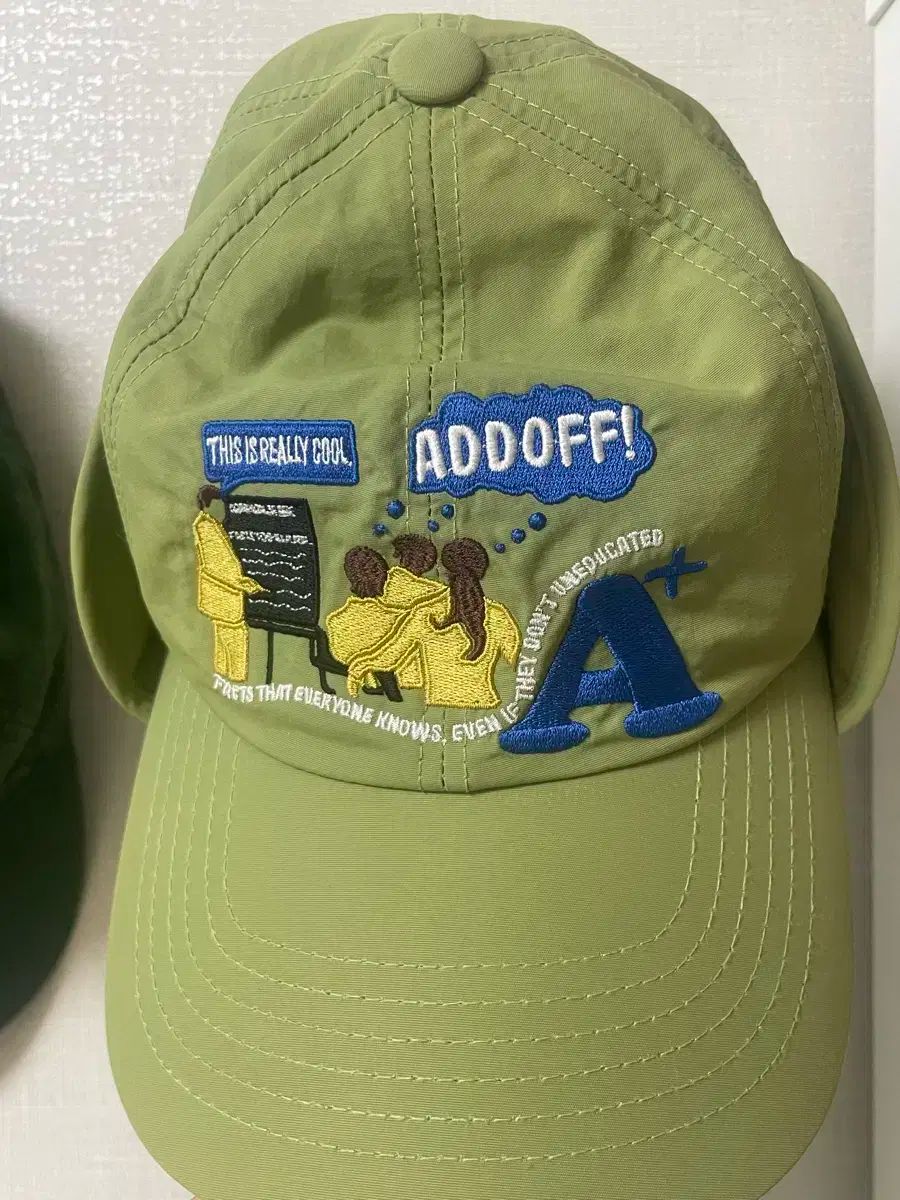 THIS IS REALLY COOL.
ADDOFF!
FACTS THAT EVERYONE KNOWS, EVEN IF THEY DON'T UNEDUCATED
A+